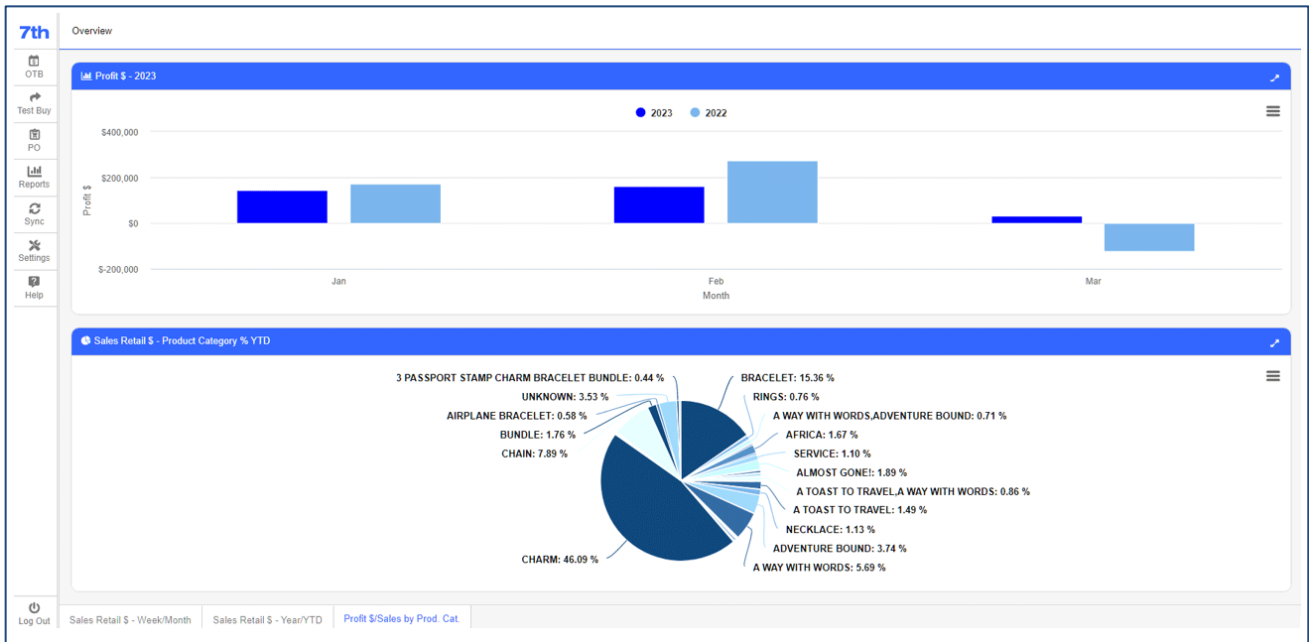 7th
Overview
OTB
Test Buy
PO
Reports
Sync
Settings
Help
Log Out
Profit $ - 2023
2023
2022
$400,000
$200,000
$0
$-200,000
Profit $
Jan
Feb
Mar
Month
Sales Retail $ - Product Category % YTD
3 PASSPORT STAMP CHARM BRACELET BUNDLE: 0.44 %
UNKNOWN: 3.53 %
AIRPLANE BRACELET: 0.58 %
BUNDLE: 1.76 %
CHAIN: 7.89 %
CHARM: 46.09 %
BRACELET: 15.36 %
RINGS: 0.76 %
A WAY WITH WORDS,ADVENTURE BOUND: 0.71 %
AFRICA: 1.67 %
SERVICE: 1.10 %
ALMOST GONE!: 1.89 %
A TOAST TO TRAVEL,A WAY WITH WORDS: 0.86 %
A TOAST TO TRAVEL: 1.49 %
NECKLACE: 1.13 %
ADVENTURE BOUND: 3.74 %
A WAY WITH WORDS: 5.69 %
Sales Retail $ - Week/Month
Sales Retail $ - Year/YTD
Profit $/Sales by Prod. Cat.